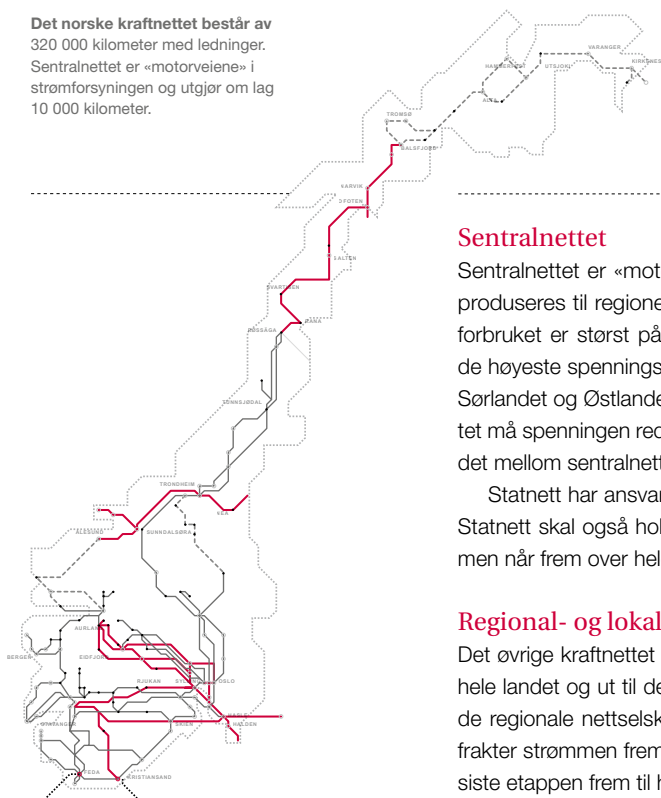 Det norske kraftnettet består av
320 000 kilometer med ledninger.
Sentralnettet er «motorveiene» i
strømforsyningen og utgjør om lag
10 000 kilometer.
VARANGER
KIRKENES
HAMMERFEST
UTSJOKI
ALTA
TROMSØ
BALSFJORD
ARVIK
FOTEN
ALTEN
SVARTISEN
RANA
RØSSÅGA
TUNNSJØDAL
TRONDHEIM
ÅLESUND
SUNNDALSØRA
AURLAND
BERGEN
EIDFJORD
RJUKAN
OSLO
STAVANGER
SKIEN
HALDEN
FEDA
KRISTIANSAND
Sentralnettet
Sentralnettet er «mot
produseres til regione
forbruket er størst på
de høyeste spennings
Sørlandet og Østlande
tet må spenningen red
det mellom sentralnett
Statnett har ansvar
Statnett skal også hol
men når frem over hel
Regional- og lokal
Det øvrige kraftnettet
hele landet og ut til de
de regionale nettselsk
frakter strømmen frem
siste etappen frem til h